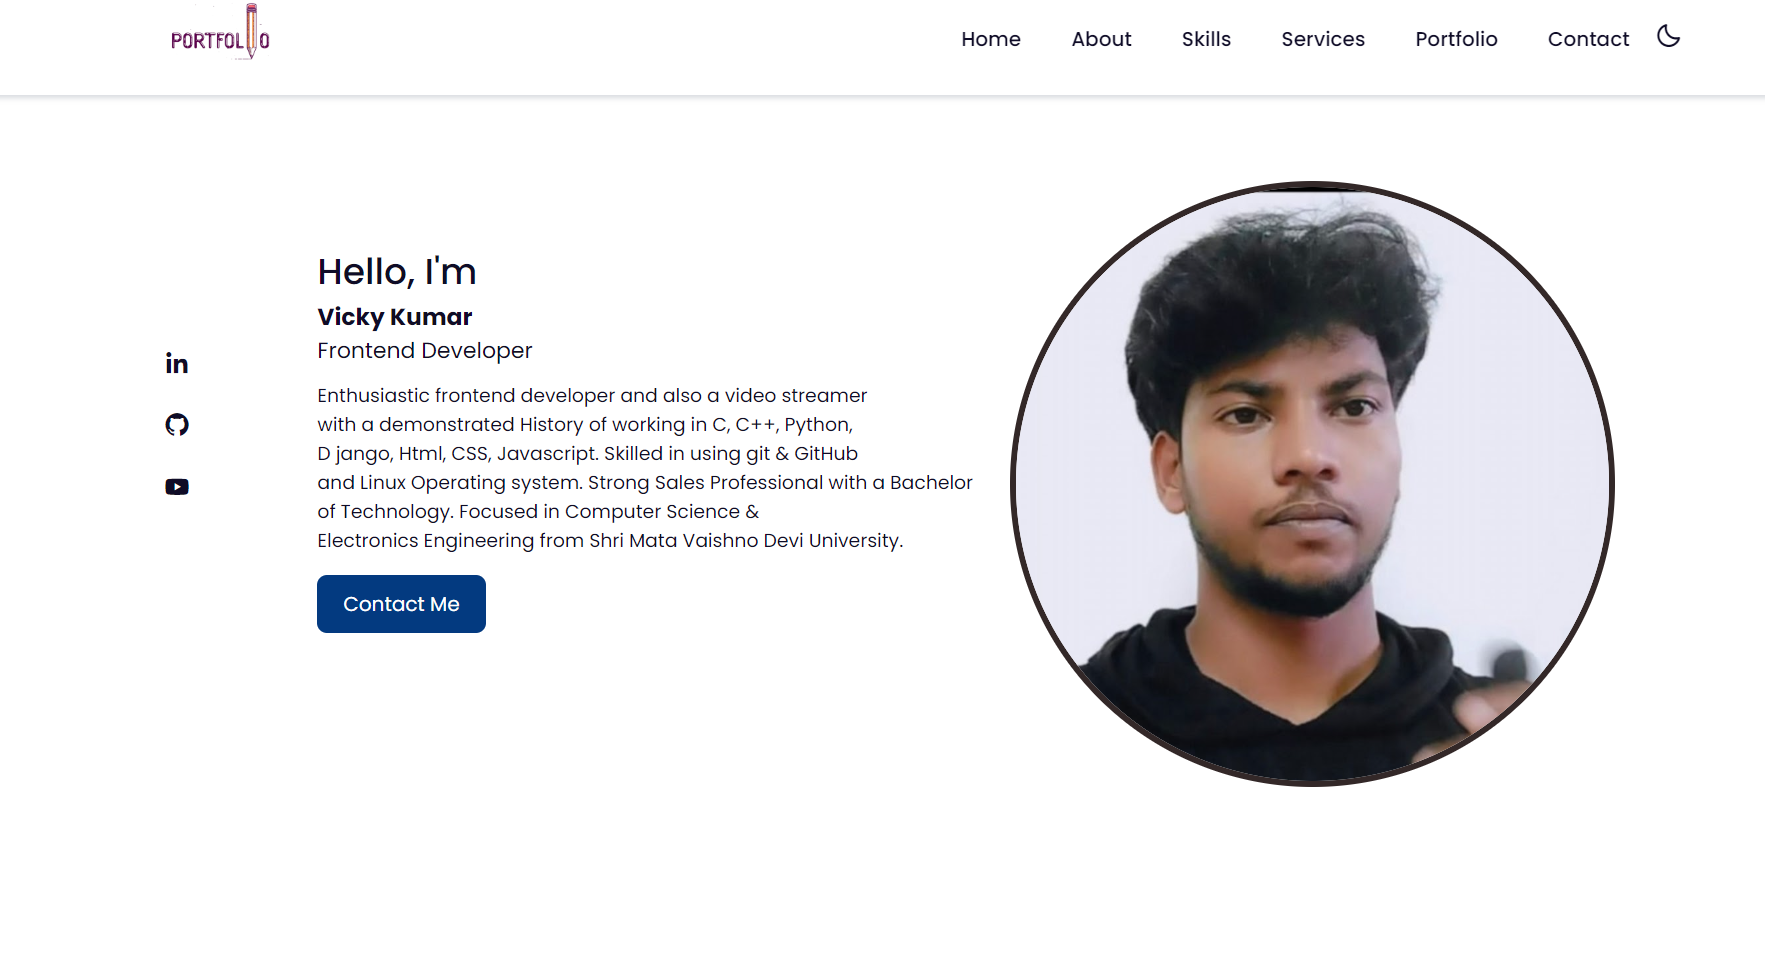 PORTFOLIO
Home About Skills Services Portfolio Contact
Hello, I'm
Vicky Kumar
Frontend Developer
Enthusiastic frontend developer and also a video streamer
with a demonstrated History of working in C, C++, Python,
D jango, Html, CSS, Javascript. Skilled in using git & GitHub
and Linux Operating system. Strong Sales Professional with a Bachelor
of Technology. Focused in Computer Science &
Electronics Engineering from Shri Mata Vaishno Devi University.
in
Contact Me